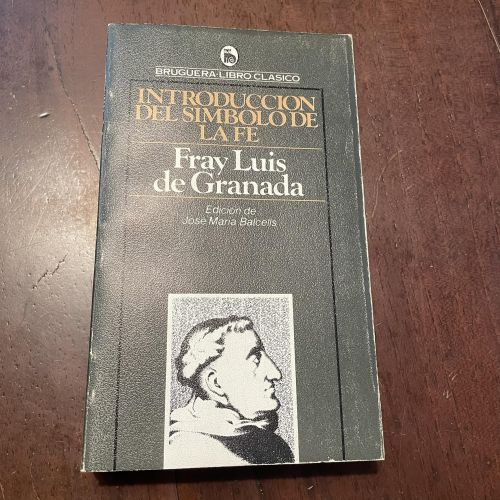 BRUGUERA-LIBRO CLASICO
INTRODUCCION
DEL SIMBOLO DE
LA FE
Fray Luis
de Granada
Edición de
José María Balcells